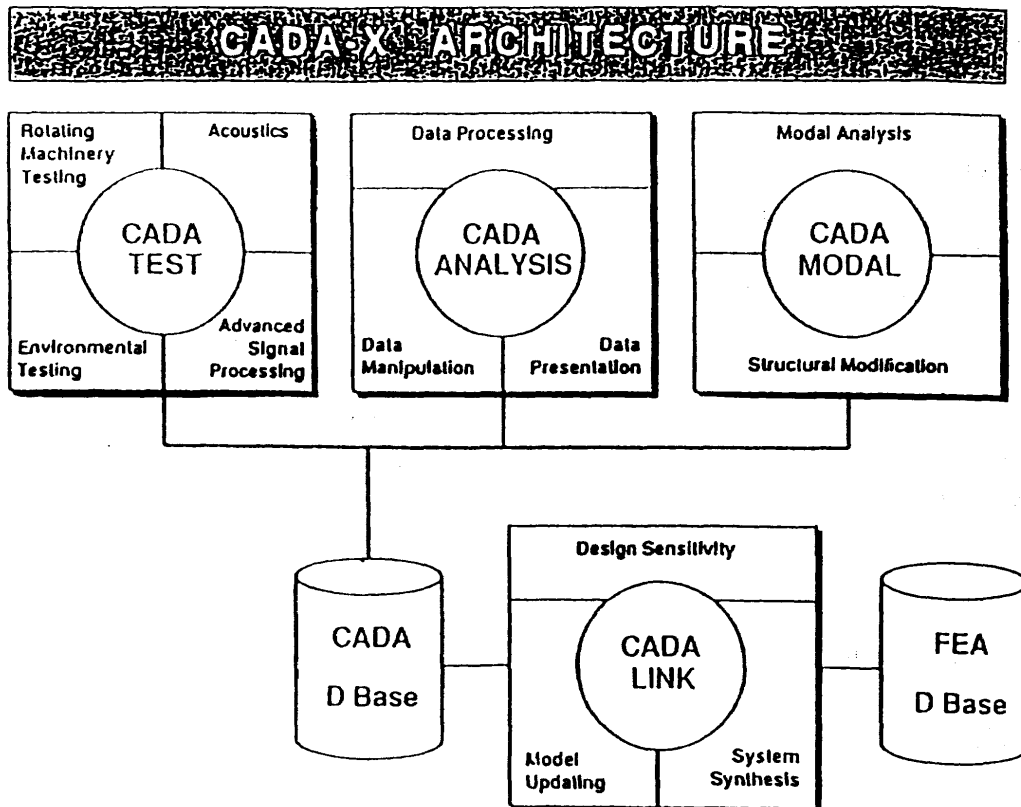 CADA-X ARCHITECTURE
Rotating
Machinery
Testing
Acoustics
CADA
TEST
Environmental
Testing
Advanced
Signal
Processing
Data Processing
CADA
ANALYSIS
Data
Manipulation
Data
Presentation
Modal Analysis
CADA
MODAL
Structural Modification
CADA
D Base
Design Sensitivity
CADA
LINK
Model
Updating
System
Synthesis
FEA
D Base